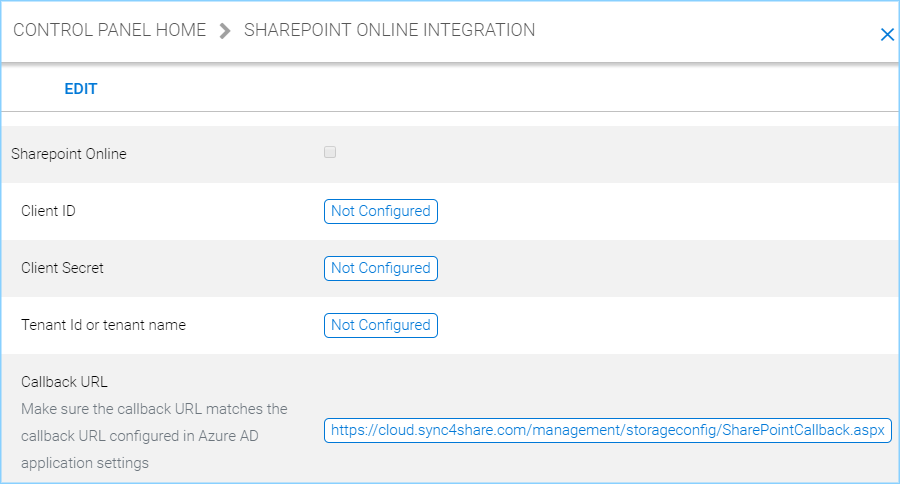 CONTROL PANEL HOME > SHAREPOINT ONLINE INTEGRATION
EDIT
Sharepoint Online
Client ID Not Configured
Client Secret Not Configured
Tenant Id or tenant name Not Configured
Callback URL
Make sure the callback URL matches the
callback URL configured in Azure AD
application settings
https://cloud.sync4share.com/management/storageconfig/SharePointCallback.aspx